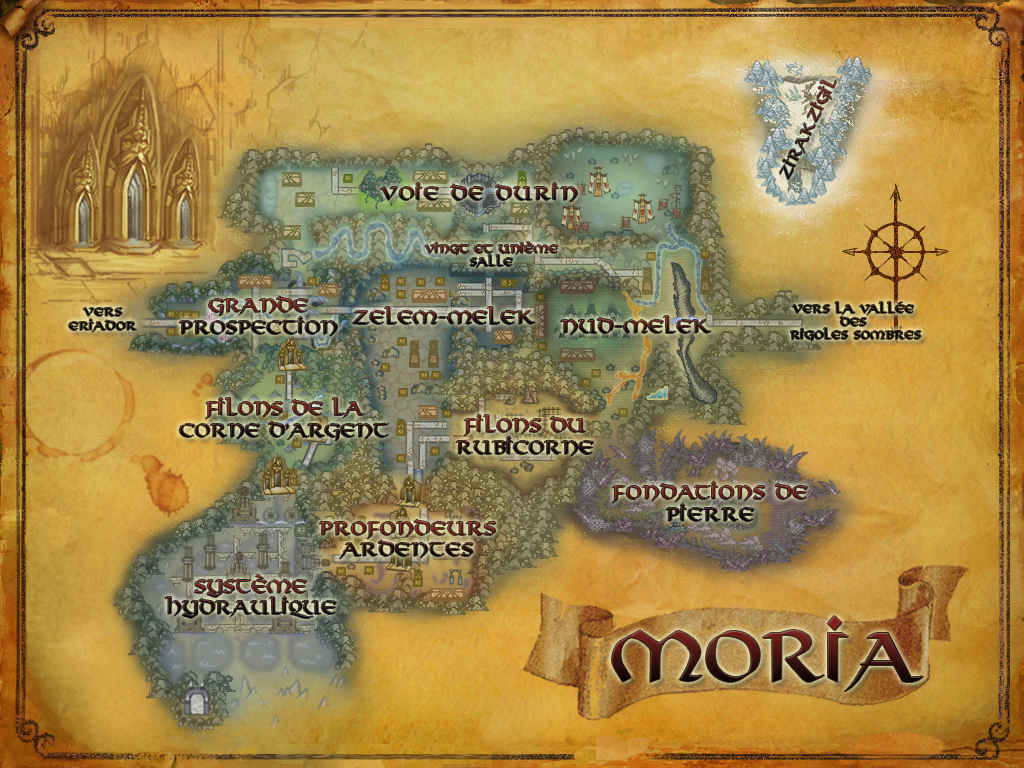 ZIRAKZIGIL
VOIE DE DURIN
VINGT ET UNIÈME
SALLE
VERS
ERIADOR
GRANDE
PROSPECTION
ZELEM-MELEK
NUD-MELEK
VERS LA VALLÉE
DES
RIGOLES SOMBRES
FILONS DE LA
CORNE D'ARGENT
FILONS DU
RUBICORNE
FONDATIONS DE
PIERRE
PROFONDEURS
ARDENTES
SYSTÈME
HYDRAULIQUE
MORIA